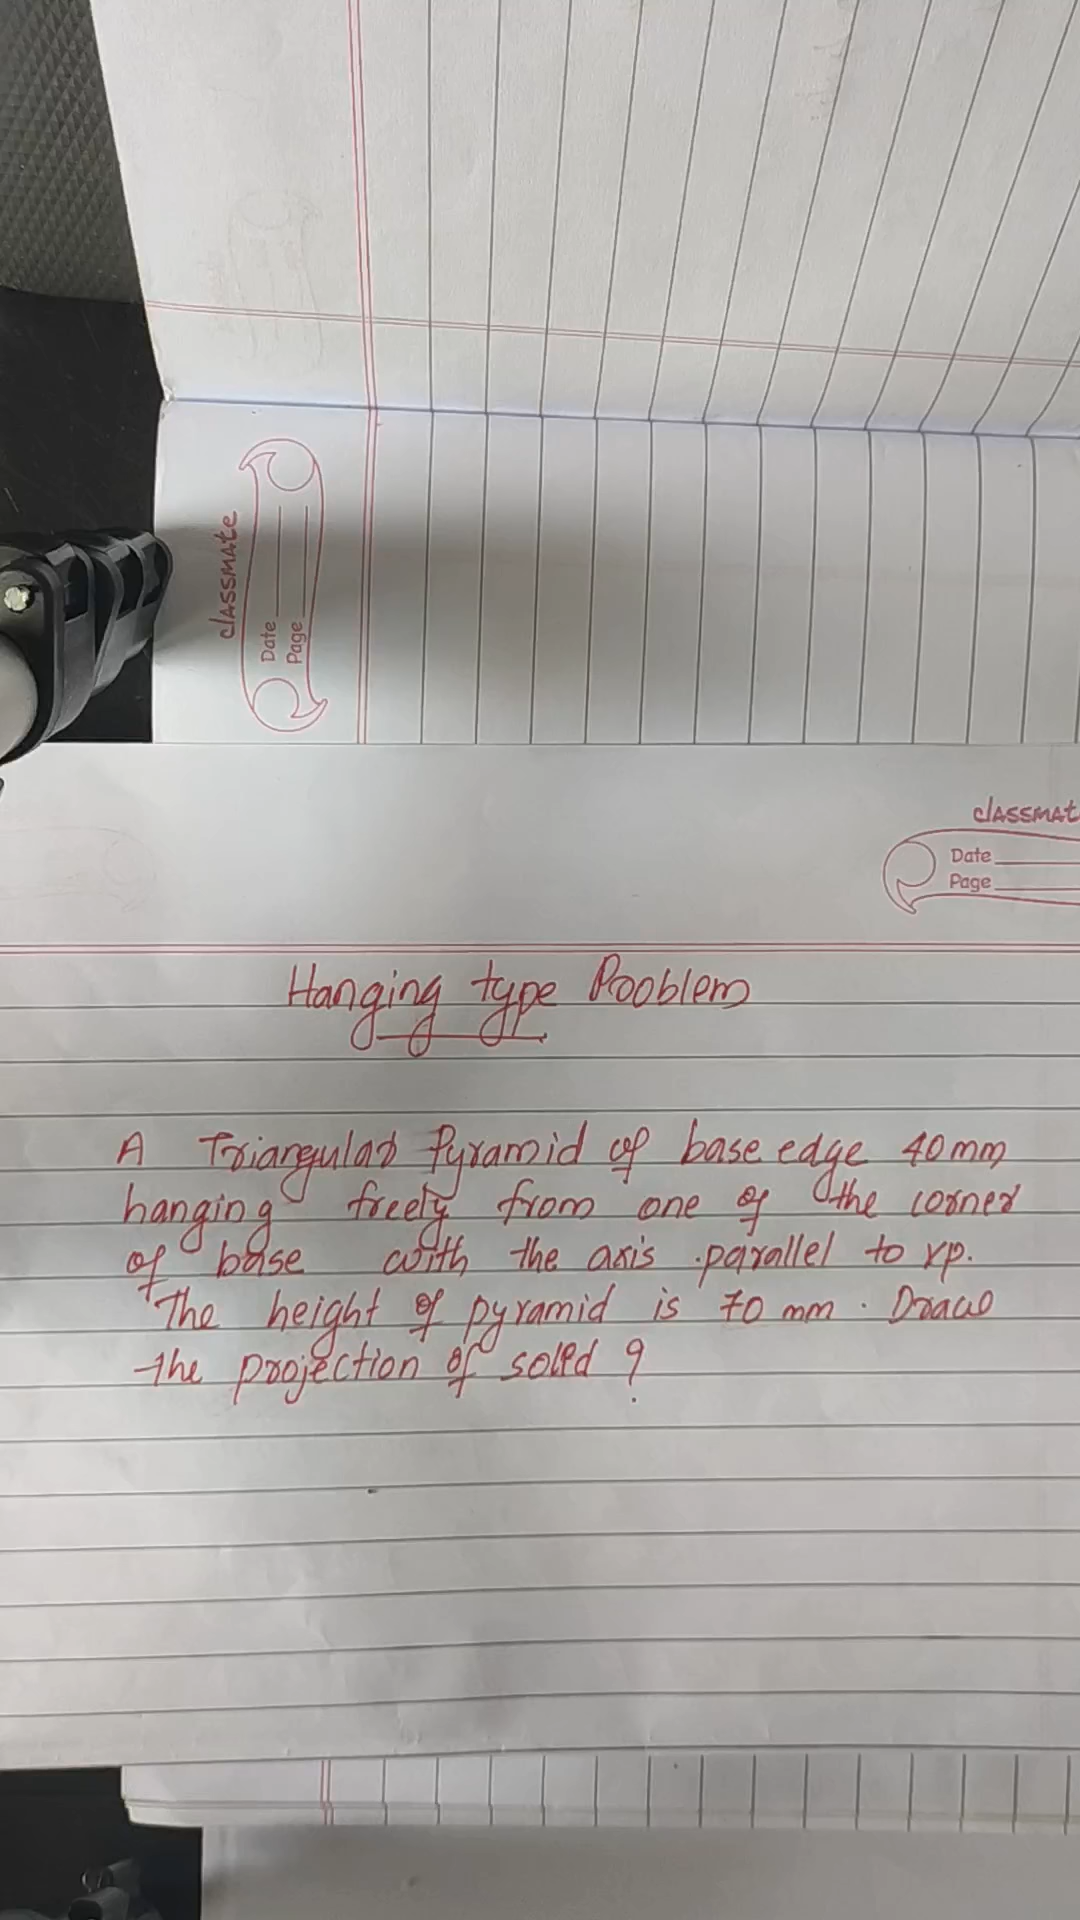 classmate
Date
Page
classmat
Date
Page
Hanging type Problem
A Triangular Pyramid of base edge 40mm
hanging freely from one of the corner
of base with the axis parallel to vp.
The height of pyramid is 70 mm. Draw
the projection of solid ?